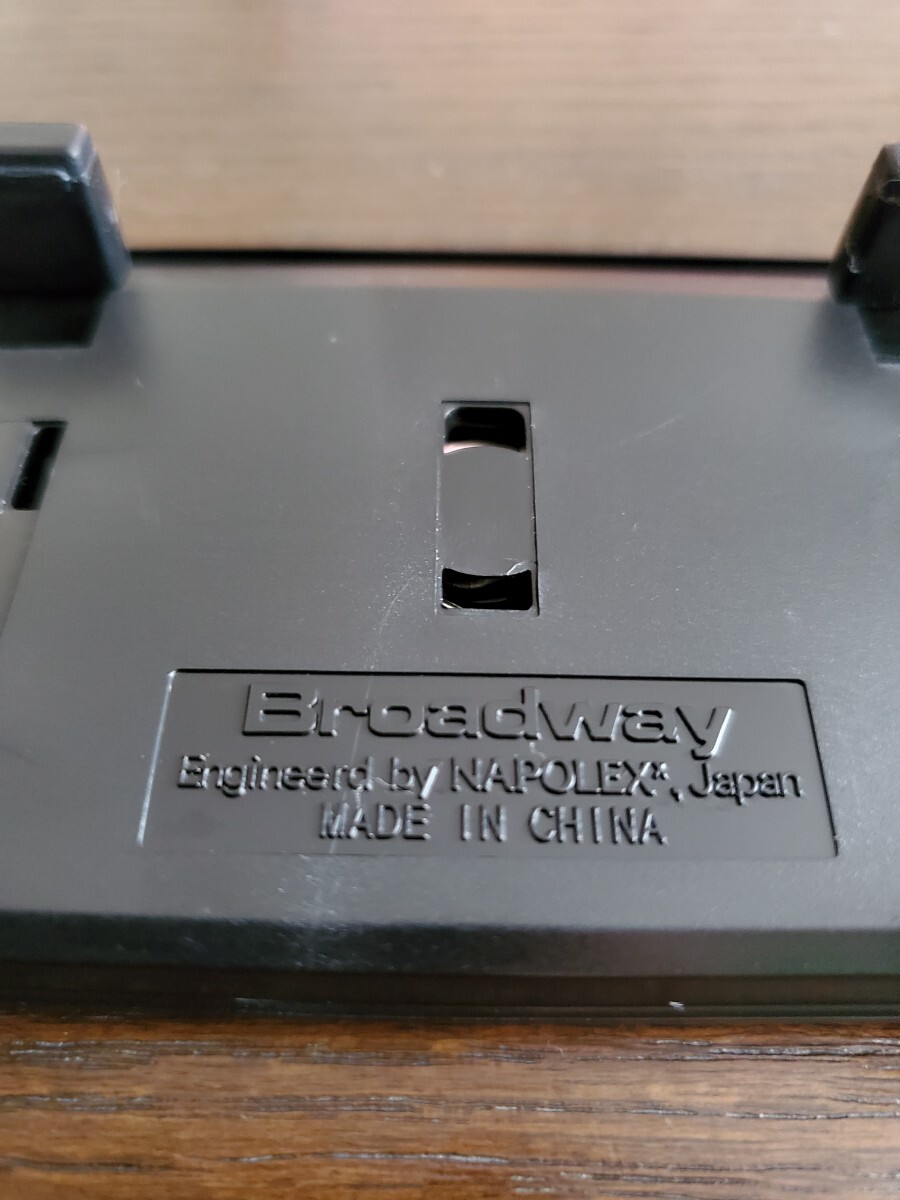 Broadway
Engineerd by NAPOLEX*, Japan
MADE IN CHINA